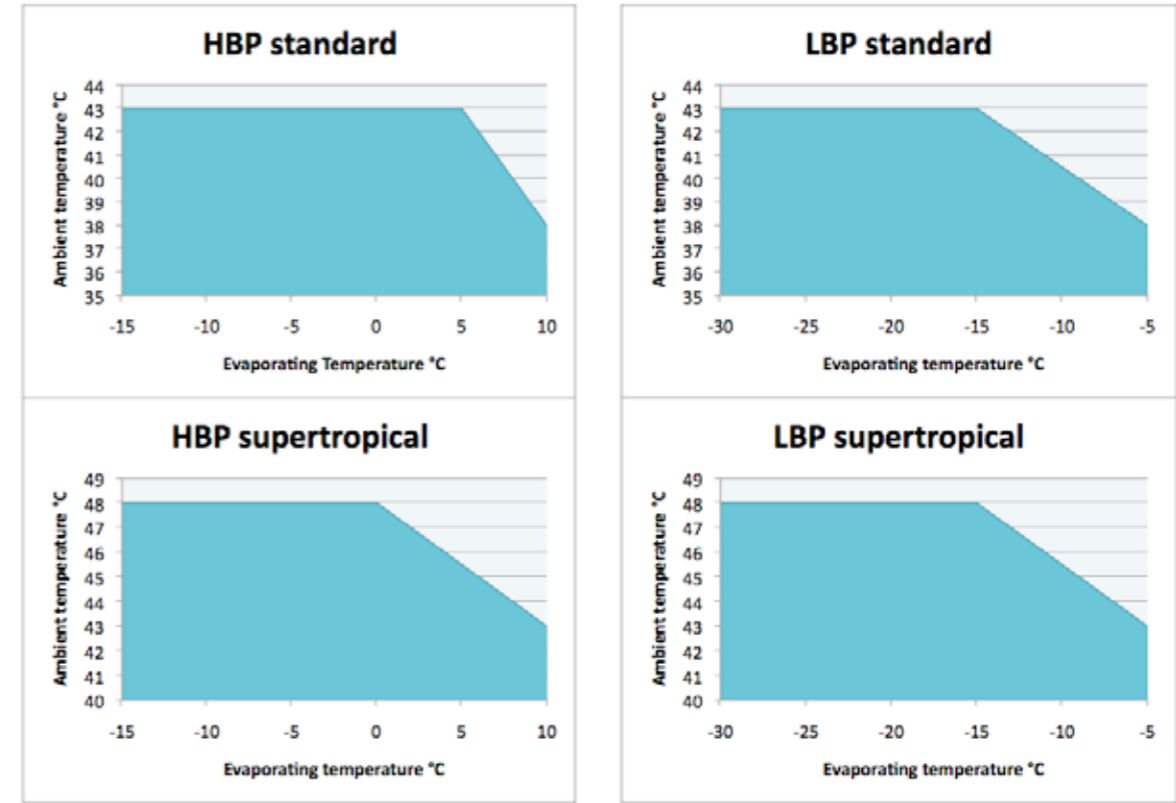 HBP standard
Ambient temperature °C
44
43
42
41
40
39
38
37
36
35
-15 -10 -5 0 5 10
Evaporating Temperature °C
LBP standard
Ambient temperature °C
44
43
42
41
40
39
38
37
36
35
-30 -25 -20 -15 -10 -5
Evaporating temperature °C
HBP supertropical
Ambient temperature °C
49
48
47
46
45
44
43
42
41
40
-15 -10 -5 0 5 10
Evaporating temperature °C
LBP supertropical
Ambient temperature °C
49
48
47
46
45
44
43
42
41
40
-30 -25 -20 -15 -10 -5
Evaporating temperature °C